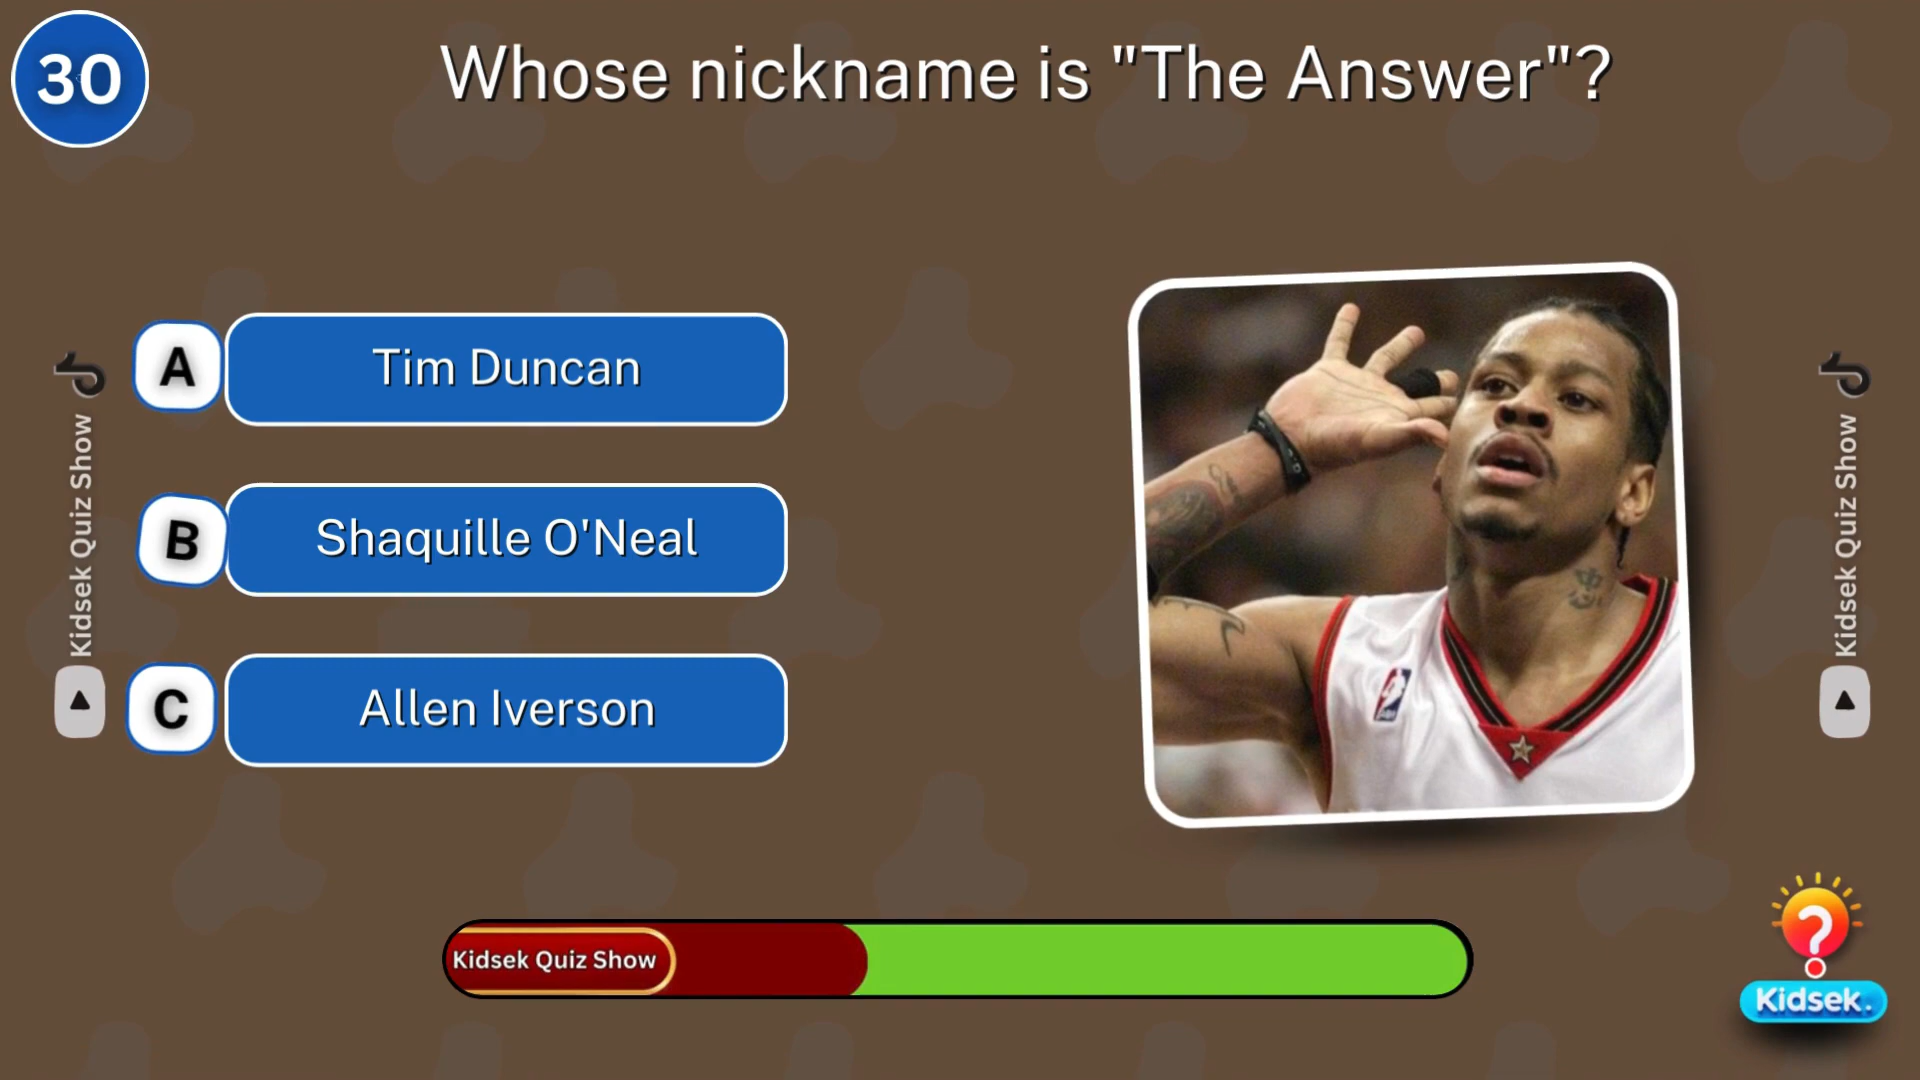 30
Whose nickname is "The Answer"?
A
Tim Duncan
B
Shaquille O'Neal
C
Allen Iverson
Kidsek Quiz Show
Kidsek Quiz Show
Kidsek Quiz Show
?
Kidsek.